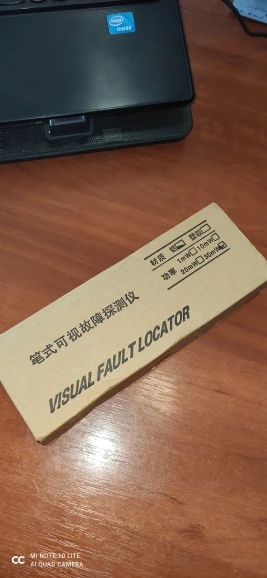 intel
inside
笔式可视故障探测仪
VISUAL FAULT LOCATOR
材质 铝 塑胶
功率 1mW 10mW
20mW 30mW
MI NOTE 10 LITE
AI QUAD CAMERA